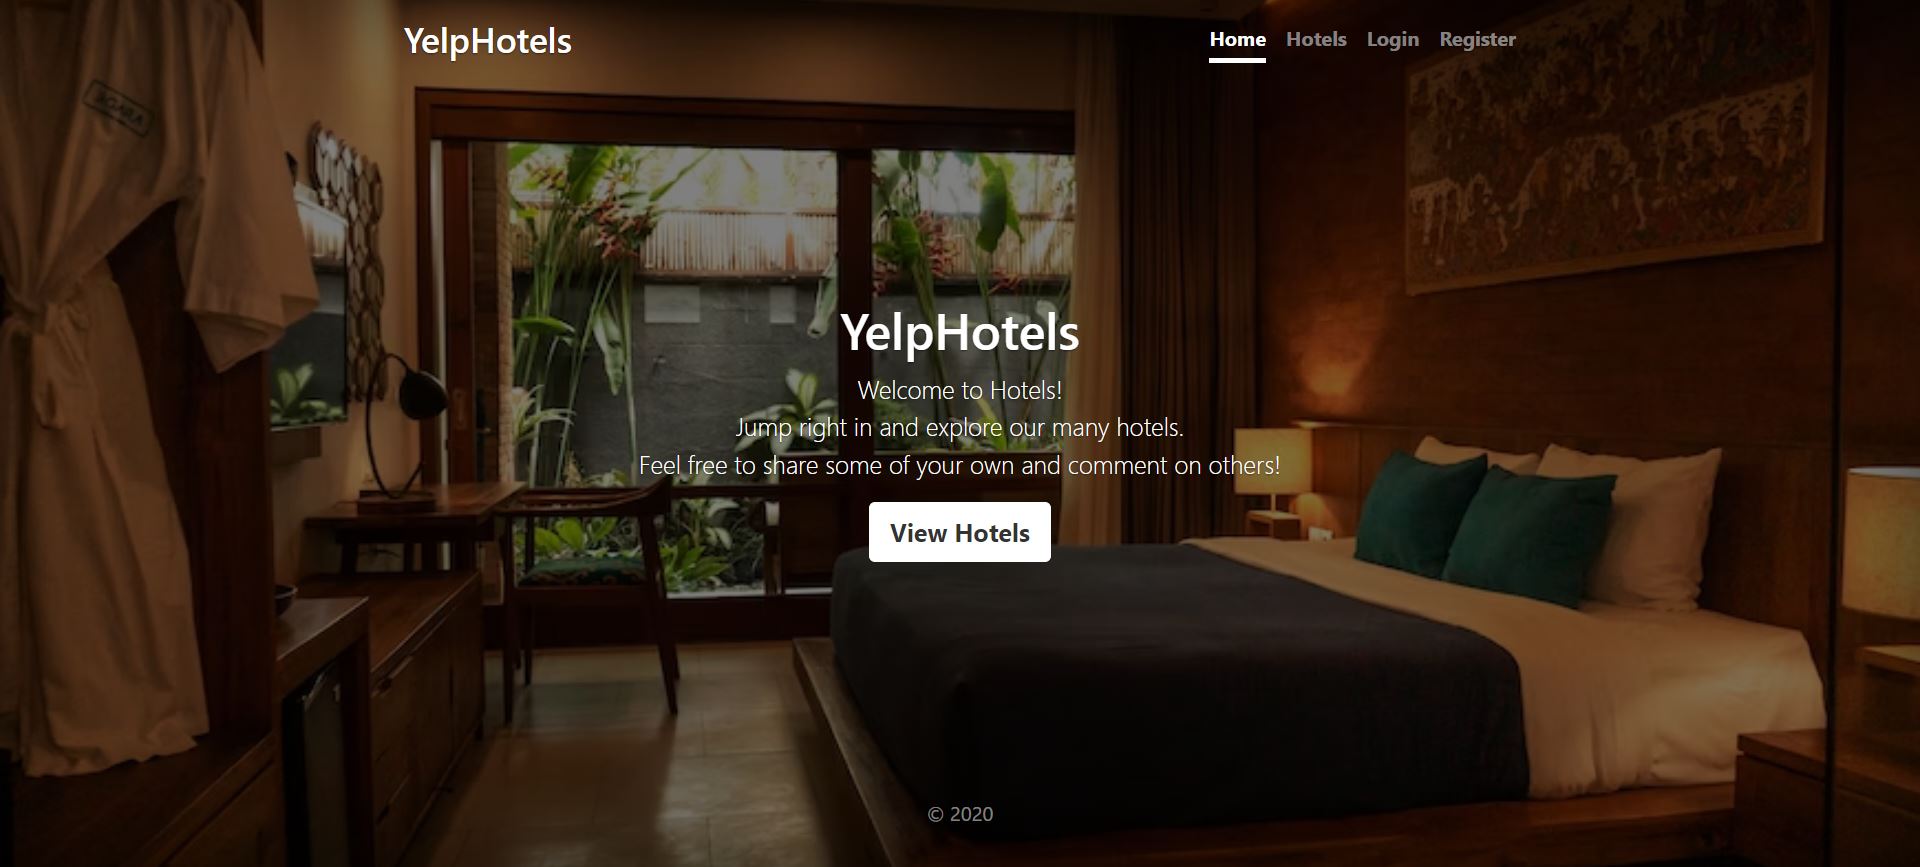 YelpHotels
Home Hotels Login Register
YelpHotels
Welcome to Hotels!
Jump right in and explore our many hotels.
Feel free to share some of your own and comment on others!
View Hotels
© 2020